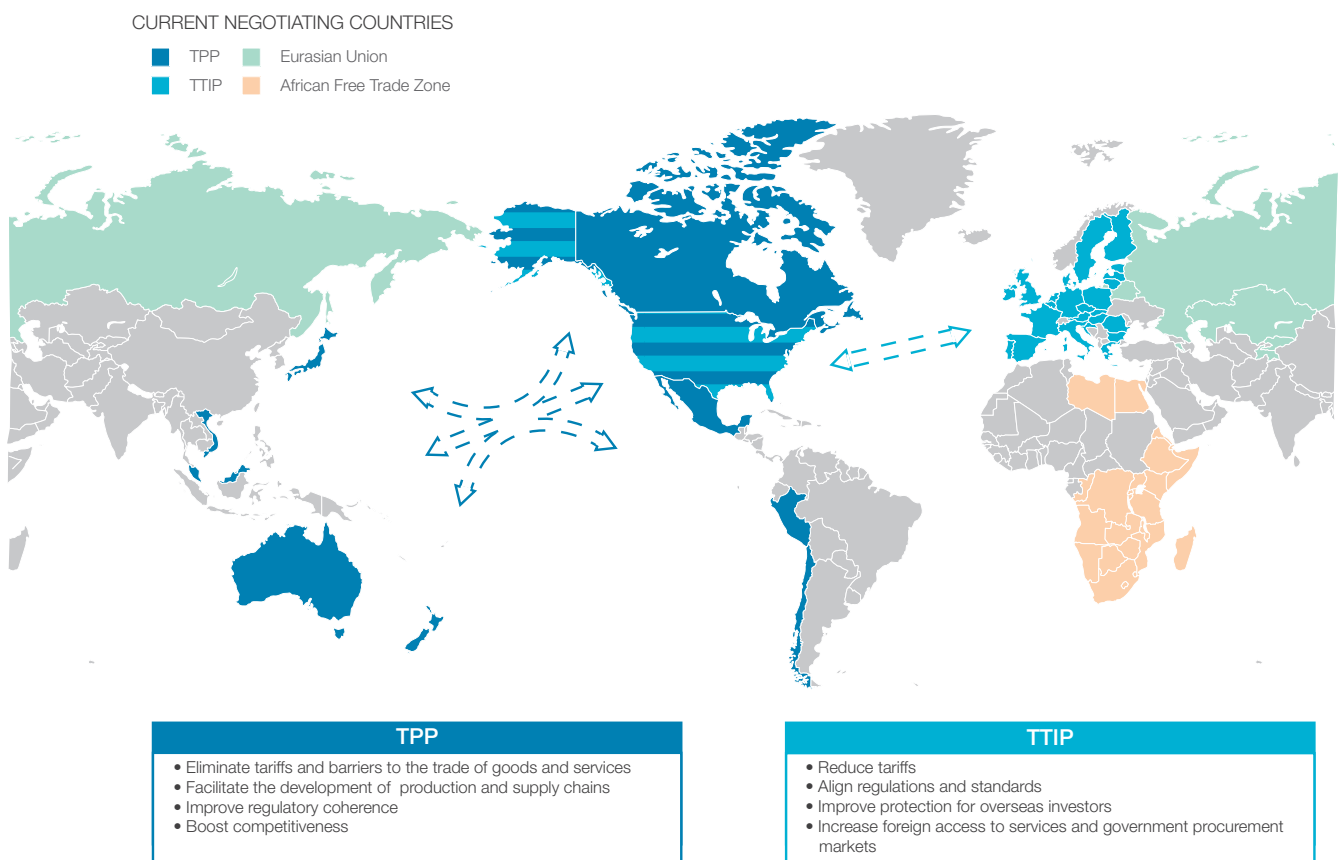 CURRENT NEGOTIATING COUNTRIES
TPP Eurasian Union
TTIP African Free Trade Zone
TPP
• Eliminate tariffs and barriers to the trade of goods and services
• Facilitate the development of production and supply chains
• Improve regulatory coherence
• Boost competitiveness
TTIP
• Reduce tariffs
• Align regulations and standards
• Improve protection for overseas investors
• Increase foreign access to services and government procurement
markets